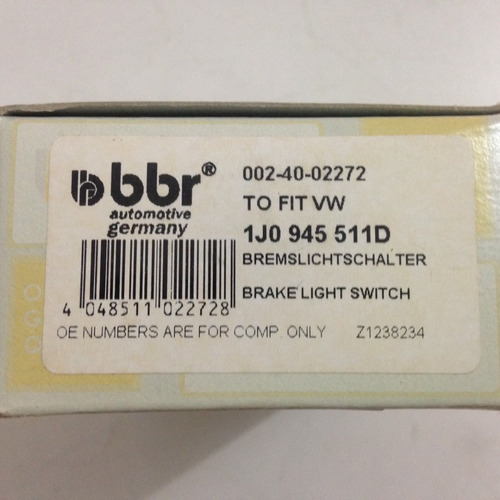 bbr®
automotive
germany
002-40-02272
TO FIT VW
1J0 945 511D
BREMSLICHTSCHALTER
BRAKE LIGHT SWITCH
4 048511 022728
OE NUMBERS ARE FOR COMP. ONLY Z1238234